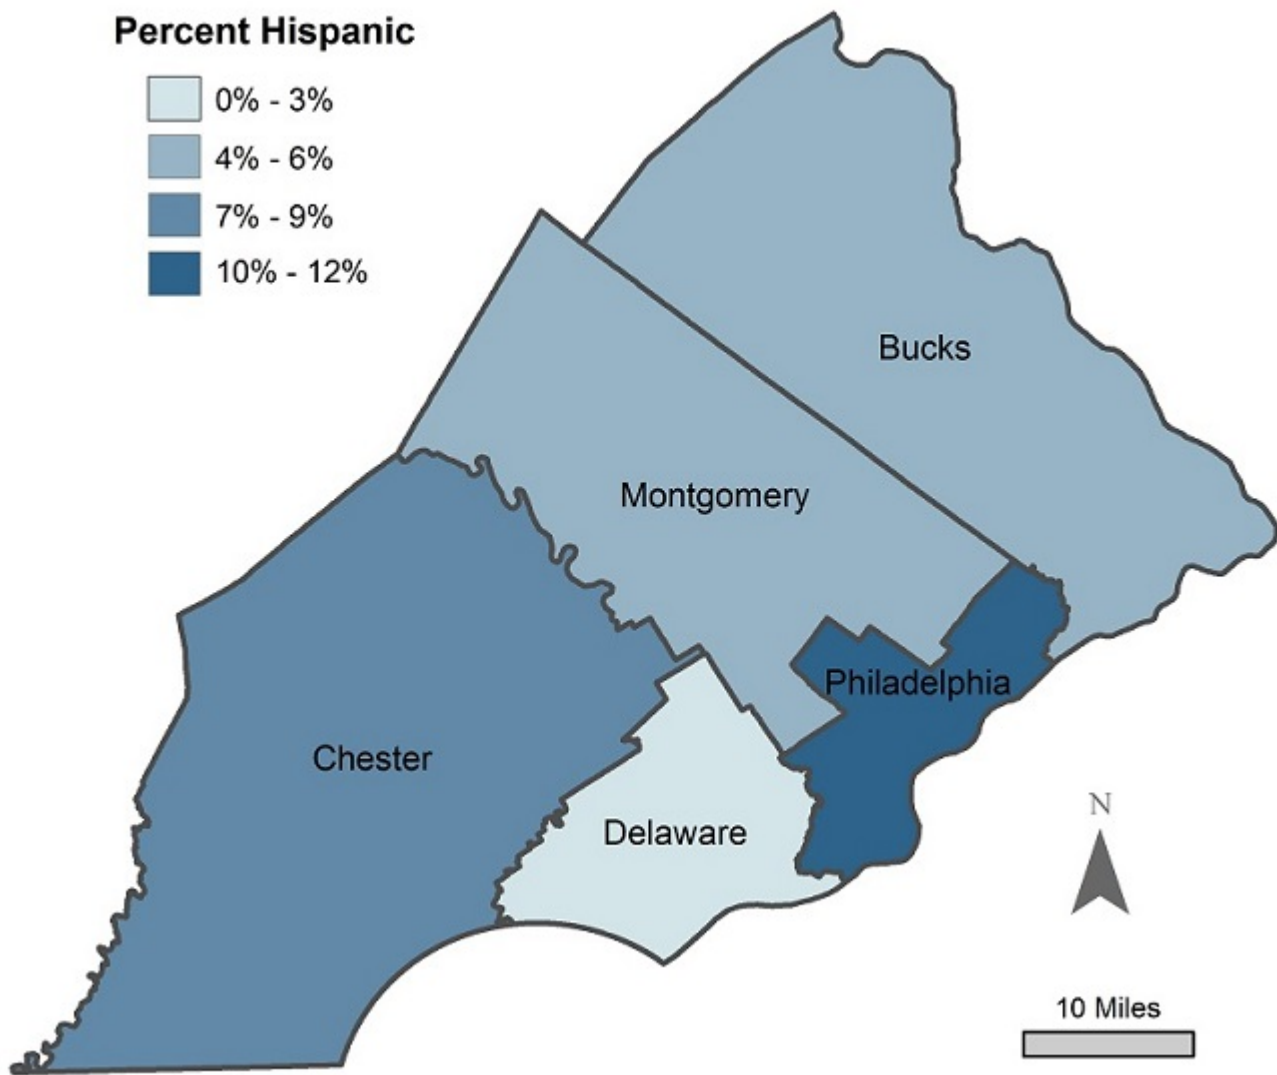 Percent Hispanic
0% - 3%
4% - 6%
7% - 9%
10% - 12%
Bucks
Montgomery
Philadelphia
Chester
Delaware
N
10 Miles